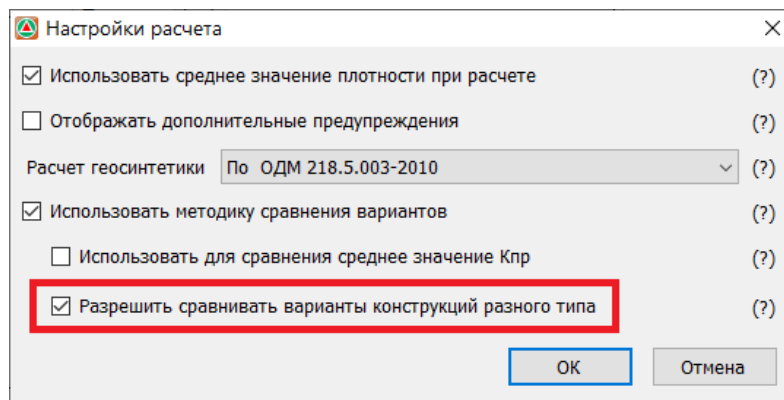 Настройки расчета
Использовать среднее значение плотности при расчете (?)
Отображать дополнительные предупреждения (?)
Расчет геосинтетики По ОДМ 218.5.003-2010 (?)
Использовать методику сравнения вариантов (?)
Использовать для сравнения среднее значение Кпр (?)
Разрешить сравнивать варианты конструкций разного типа (?)
ОК Отмена